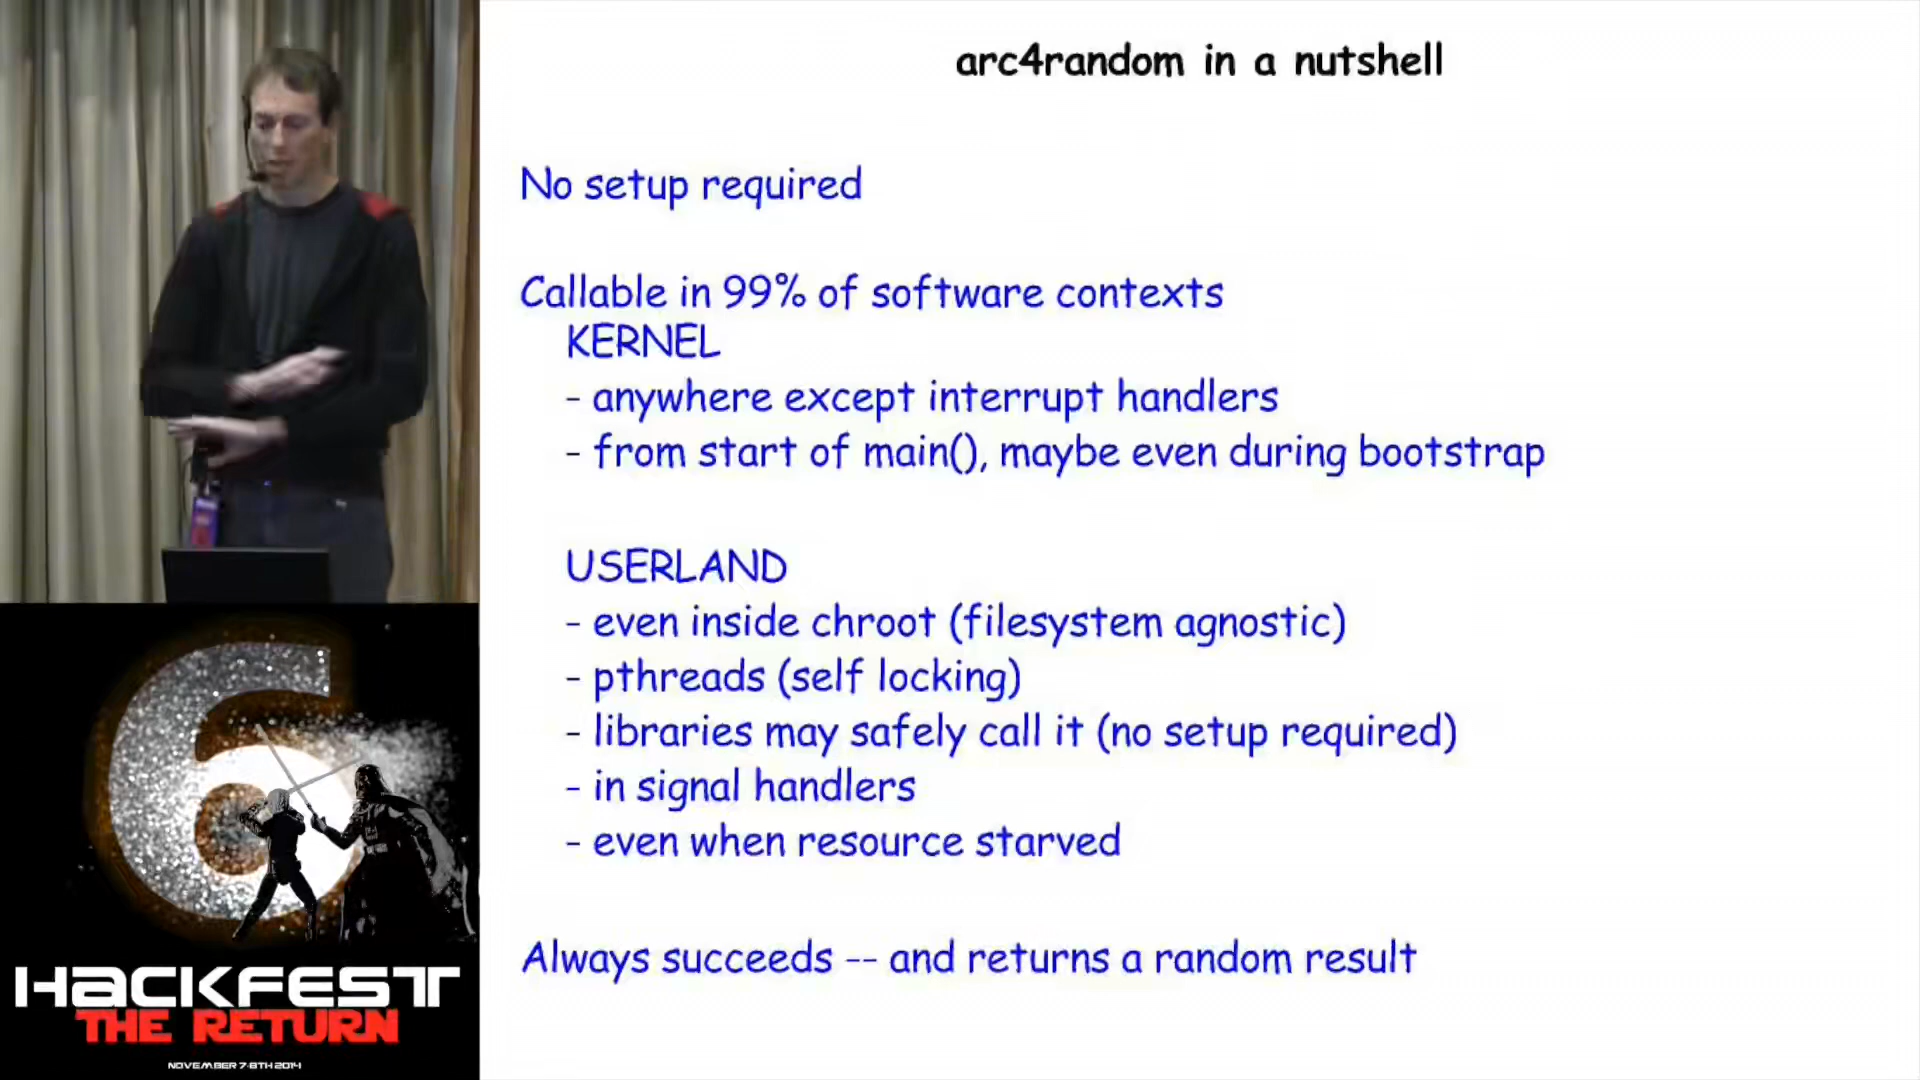 arc4random in a nutshell
No setup required
Callable in 99% of software contexts
KERNEL
- anywhere except interrupt handlers
- from start of main(), maybe even during bootstrap
USERLAND
- even inside chroot (filesystem agnostic)
- pthreads (self locking)
- libraries may safely call it (no setup required)
- in signal handlers
- even when resource starved
Always succeeds -- and returns a random result
6
HACKFEST
THE RETURN
NOVEMBER 7-8TH 2014